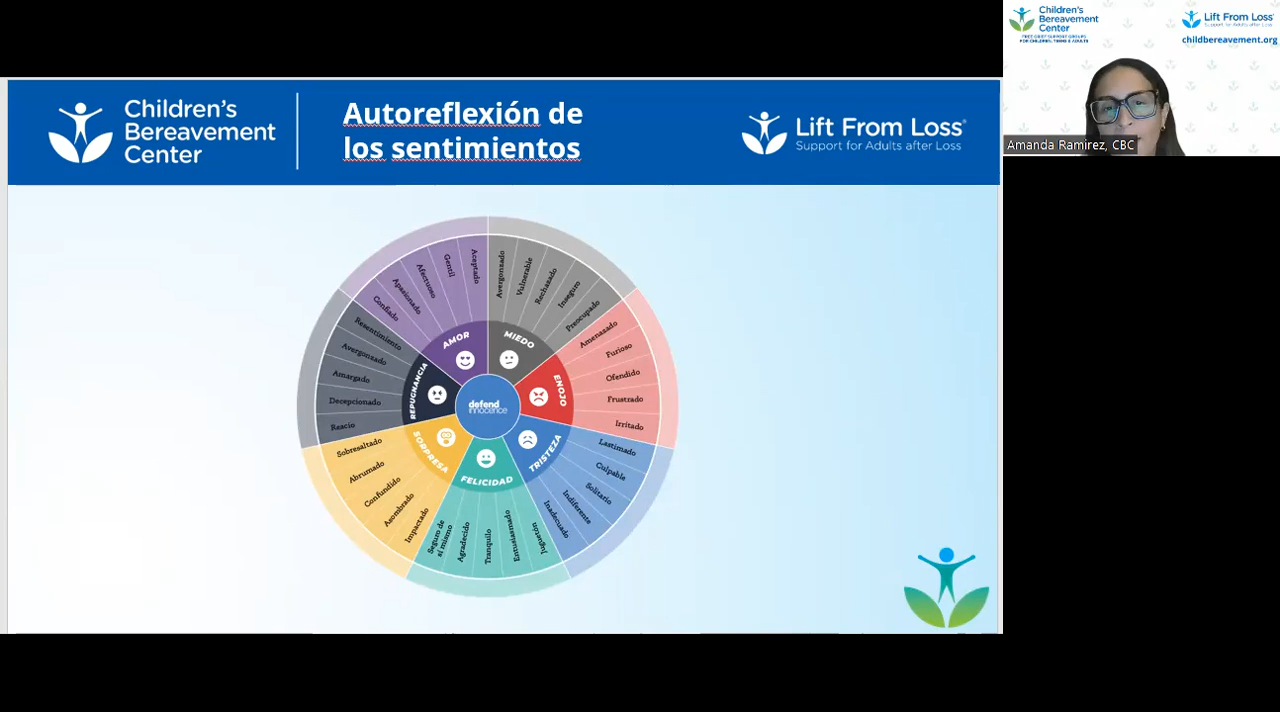 Children's
Bereavement
Center
Autoreflexión de
los sentimientos
Lift From Loss
Support for Adults after Loss
Children's
Bereavement
Center
FREE GRIEF SUPPORT GROUPS
FOR CHILDREN, TEENS & ADULTS
Lift From Loss
Support for Adults after Loss
childbereavement.org
Amanda Ramirez, CBC
AMOR
Confiado
Apasionado
Afectuoso
Gentil
Aceptado
MIEDO
Avergonzado
Vulnerable
Rechazado
Inseguro
Preocupado
ENOJO
Amenazado
Furioso
Ofendido
Frustrado
Irritado
TRISTEZA
Lastimado
Culpable
Solitario
Indiferente
Inadecuado
FELICIDAD
Juguetón
Entusiasmado
Tranquilo
Agradecido
Seguro de
sí mismo
SORPRESA
Impactado
Asombrado
Confundido
Abrumado
Sobresaltado
REPUGNANCIA
Reacio
Decepcionado
Amargado
Avergonzado
Resentimiento
defend
innocence